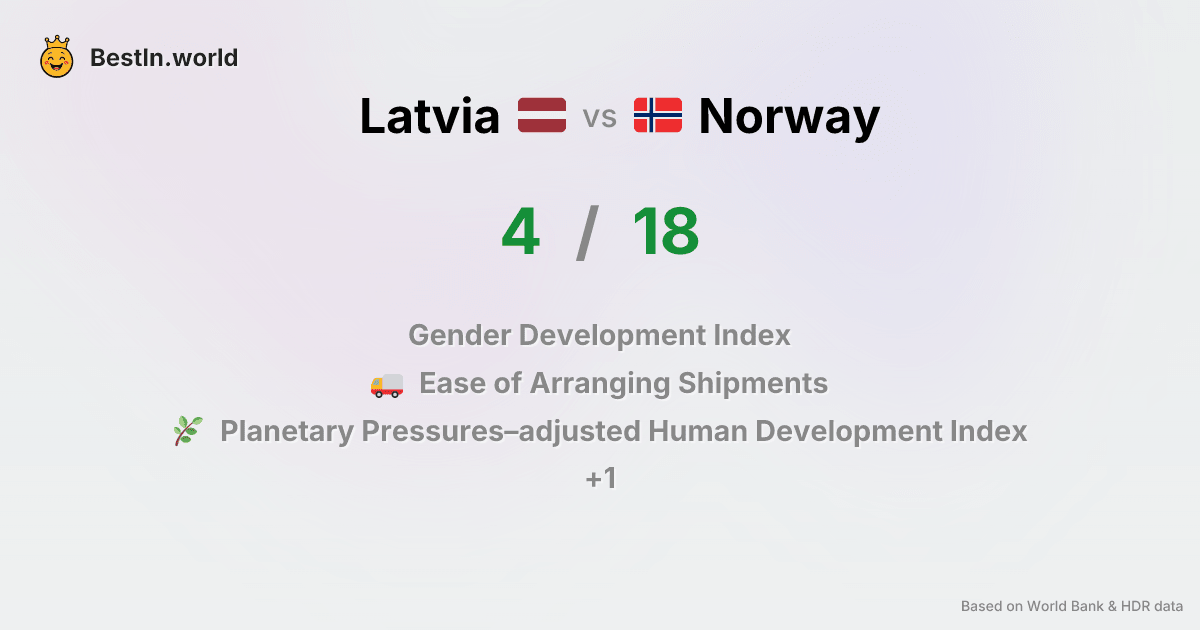 BestIn.world
Latvia vs Norway
4 / 18
Gender Development Index
Ease of Arranging Shipments
Planetary Pressures–adjusted Human Development Index
+1
Based on World Bank & HDR data